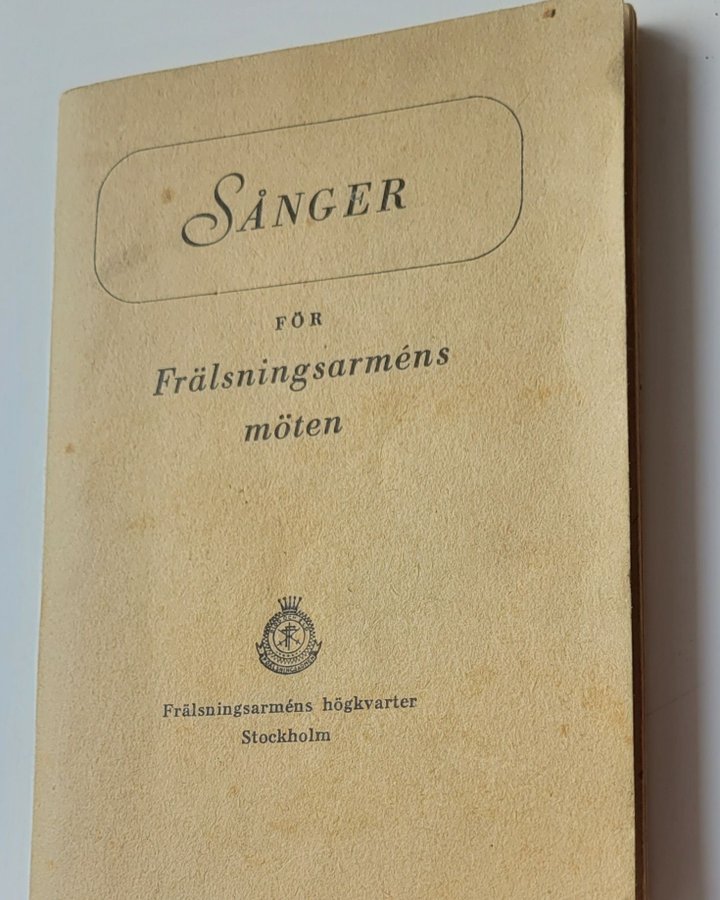 SÅNGER
FÖR
Frälsningsarméns
möten
Frälsningsarméns högkvarter
Stockholm